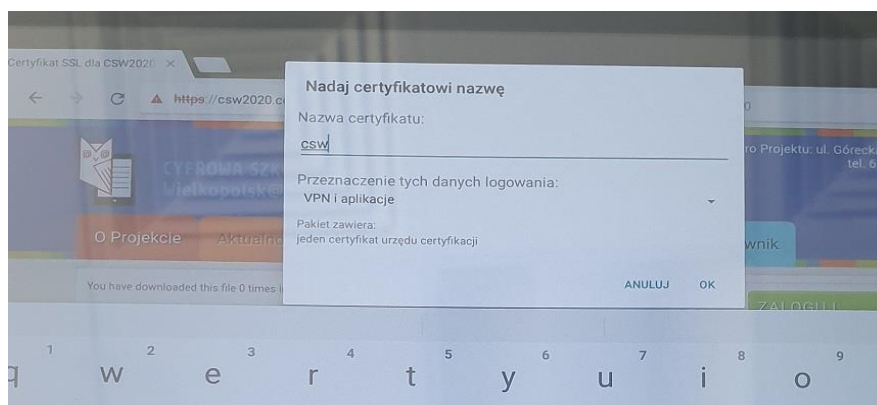 Certyfikat SSL dla CSW2020
https://csw2020.c
Nadaj certyfikatowi nazwę
Nazwa certyfikatu:
csw
Przeznaczenie tych danych logowania:
VPN i aplikacje
Pakiet zawiera:
jeden certyfikat urzędu certyfikacji
ANULUJ OK
ro Projektu: ul. Góreck
tel. 6
CYFROWA SZK
Wielkopolsk@
O Projekcie Aktualno
wnik
You have downloaded this file 0 times i
ZALOGUJ
1 2 3 4 5 6 7 8 9
q w e r t y u i o